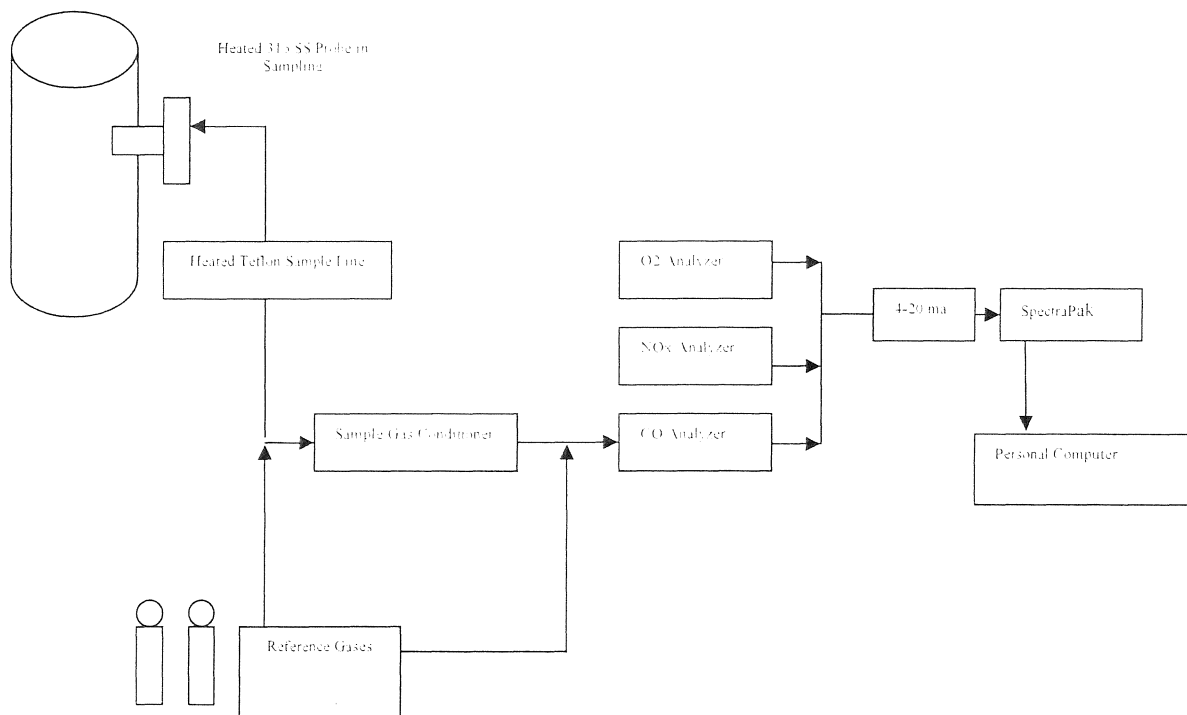 Heated SS Probe in
Sampling
Heated Teflon Sample Line
O2 Analyzer
4-20 ma
SpectraPak
NOx Analyzer
Sample Gas Conditioner
CO Analyzer
Personal Computer
Reference Gases